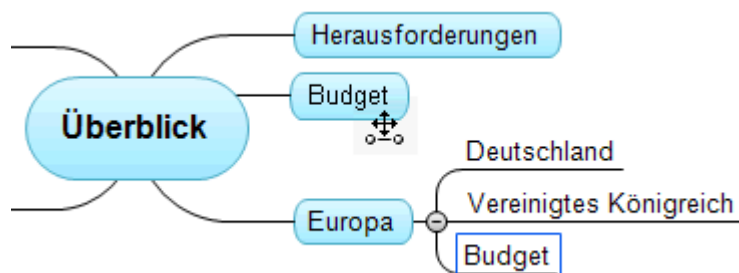 Herausforderungen
Budget
Überblick
Deutschland
Vereinigtes Königreich
Europa
Budget